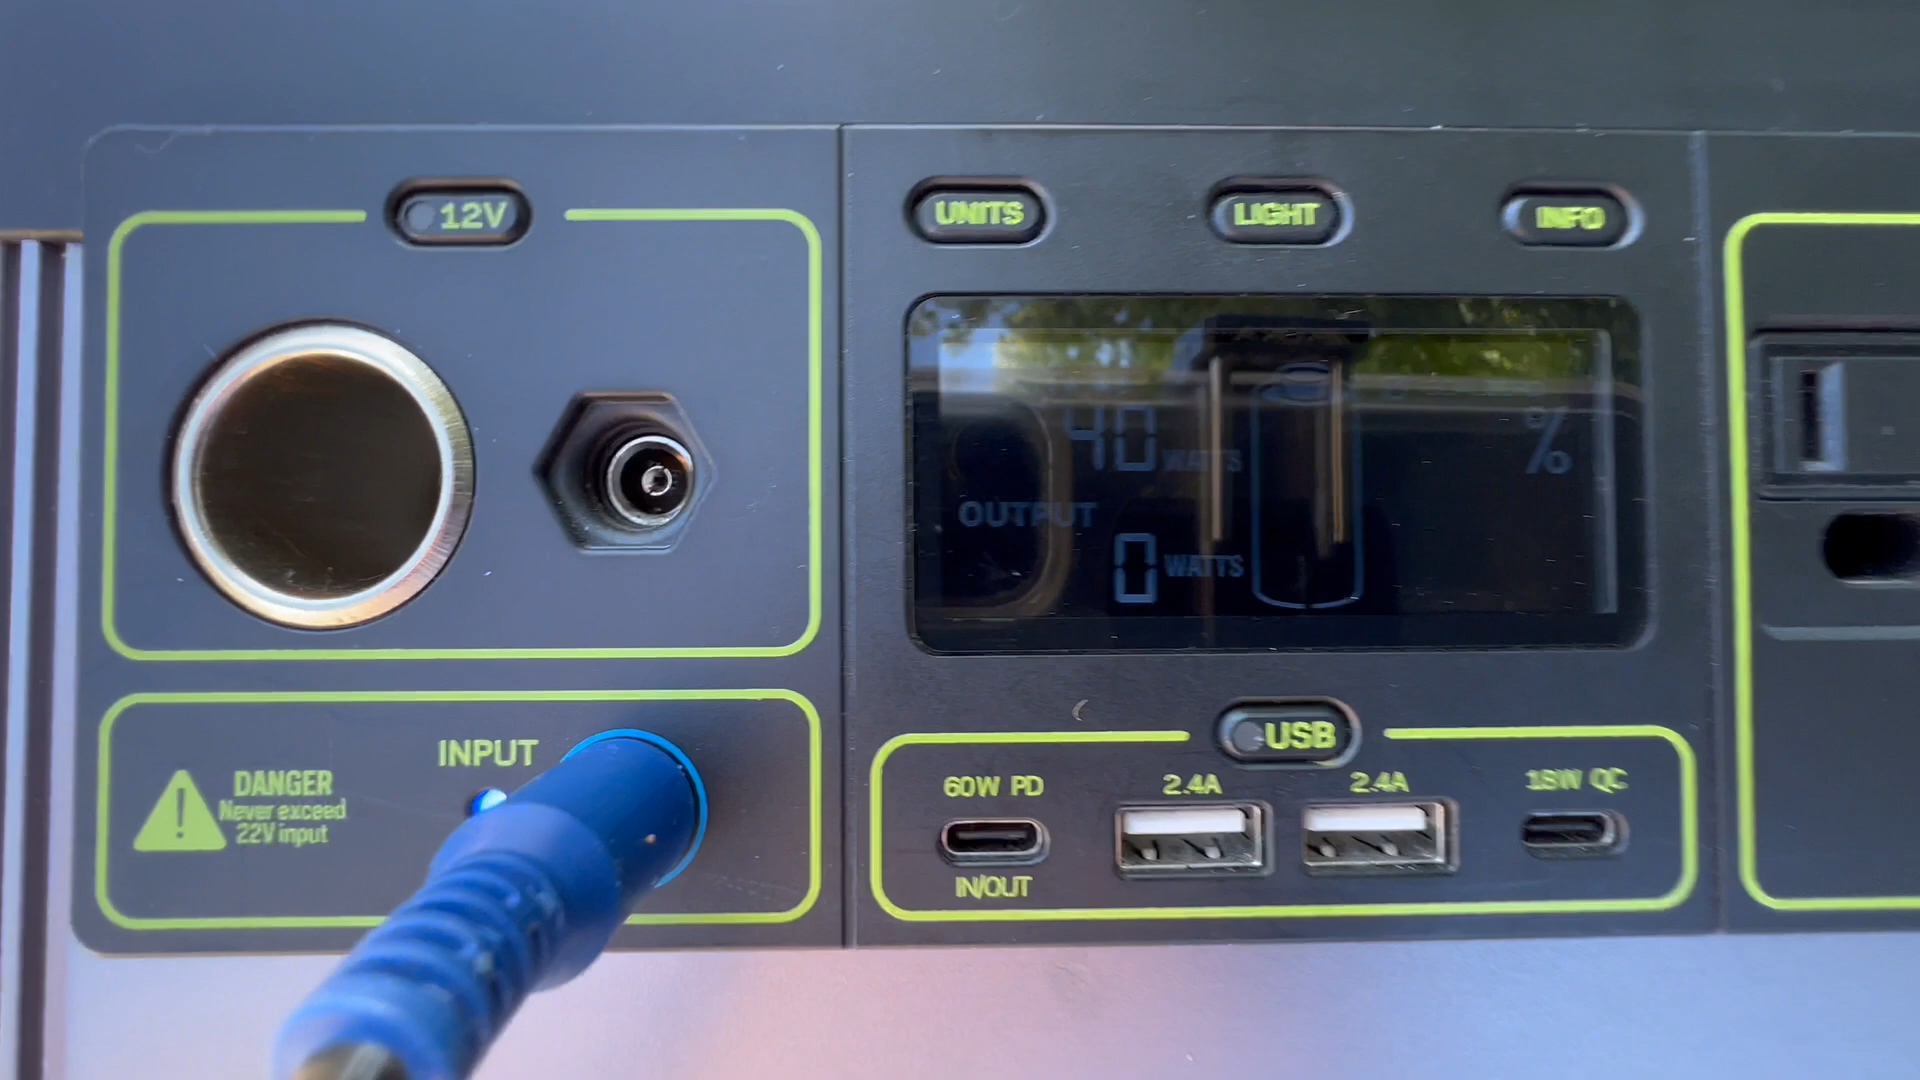 12V
UNITS
LIGHT
INFO
40 WATTS
%
OUTPUT
0 WATTS
INPUT
DANGER
Never exceed
22V input
USB
60W PD
2.4A
2.4A
18W QC
IN/OUT